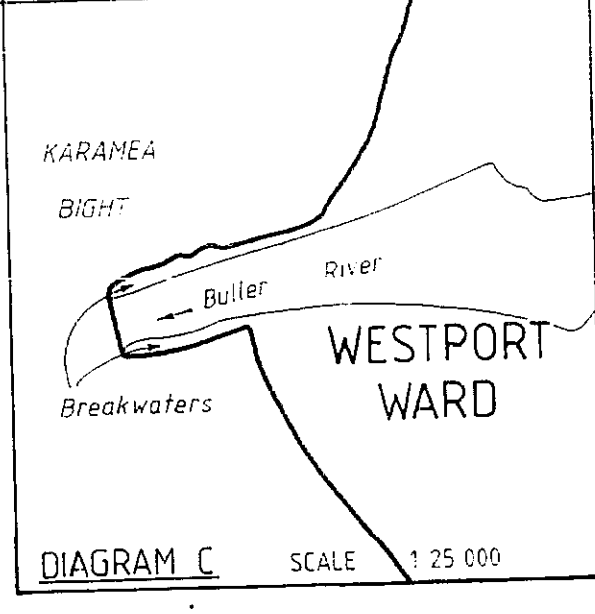 KARAMEA
BIGHT
Buller River
WESTPORT
WARD
Breakwaters
DIAGRAM C SCALE 1 25 000